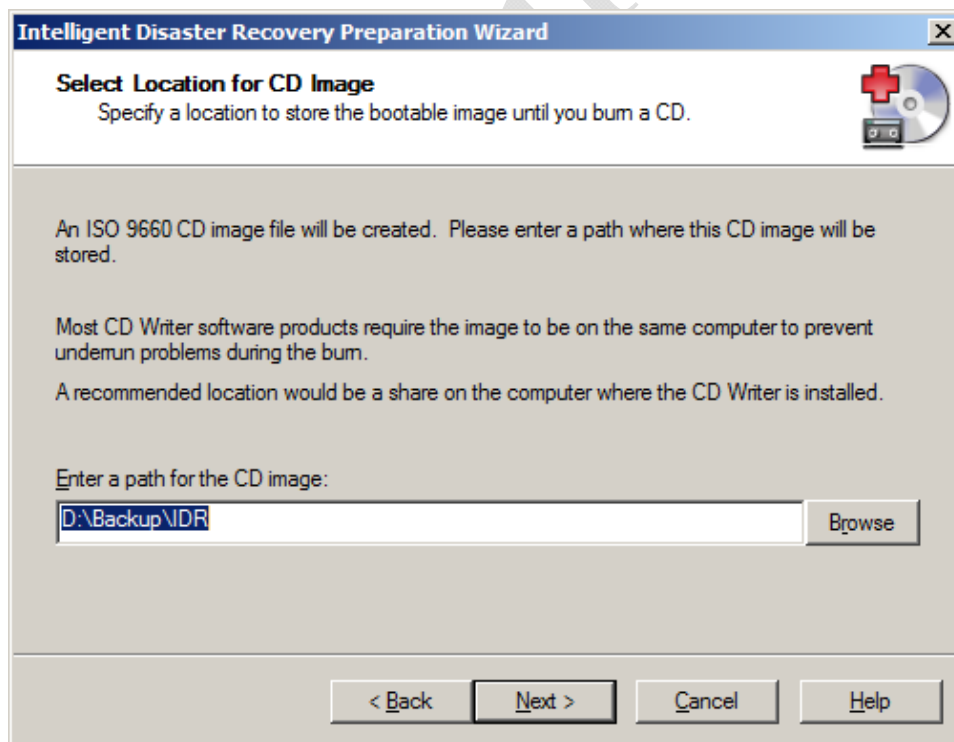 Intelligent Disaster Recovery Preparation Wizard
Select Location for CD Image
Specify a location to store the bootable image until you burn a CD.
An ISO 9660 CD image file will be created.  Please enter a path where this CD image will be
stored.
Most CD Writer software products require the image to be on the same computer to prevent
underrun problems during the burn.
A recommended location would be a share on the computer where the CD Writer is installed.
Enter a path for the CD image:
D:\Backup\IDR
Browse
< Back Next > Cancel Help